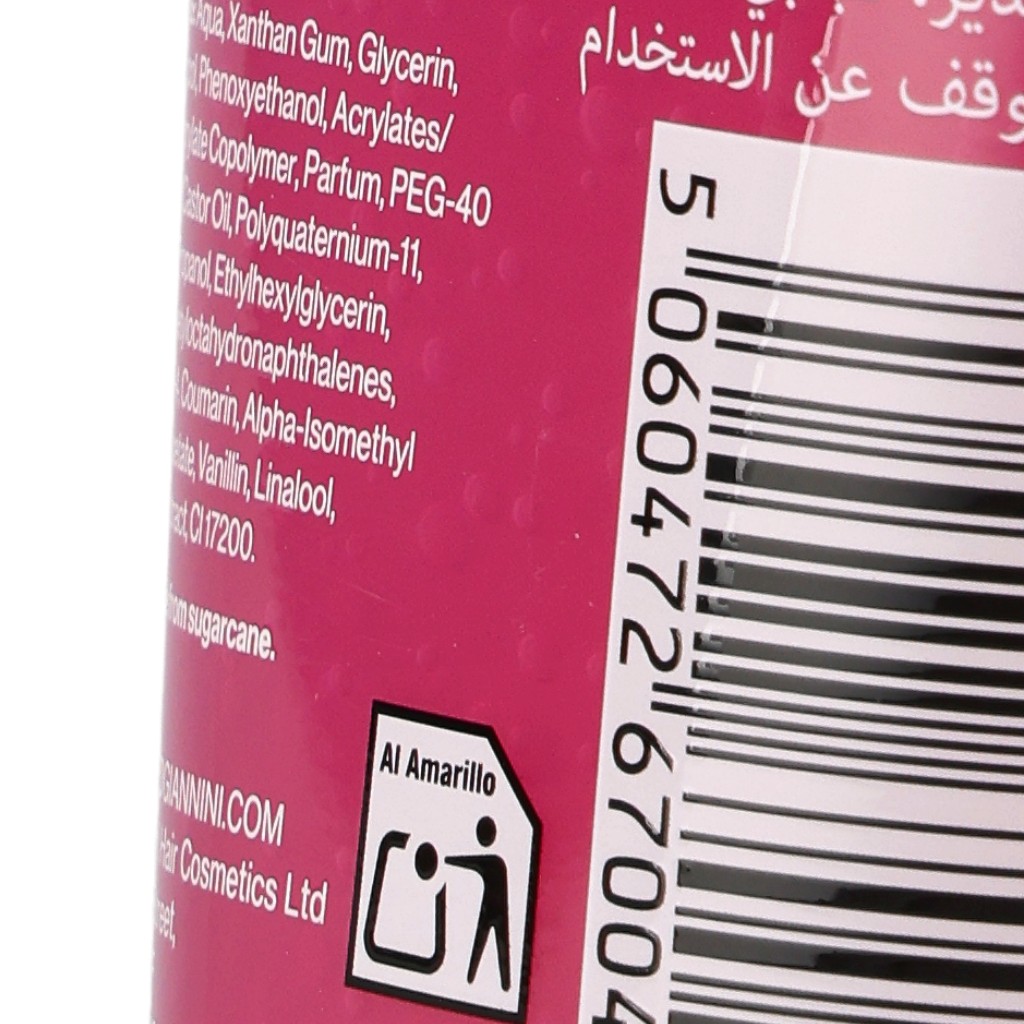 Aqua, Xanthan Gum, Glycerin,
Phenoxyethanol, Acrylates/
Copolymer, Parfum, PEG-40
Castor Oil, Polyquaternium-11,
Ethylhexylglycerin,
octahydronaphthalenes,
Coumarin, Alpha-Isomethyl
Vanillin, Linalool,
CI 17200.
from sugarcane.
GIANNINI.COM
Hair Cosmetics Ltd
Al Amarillo
عن الاستخدام
5 060472 67004